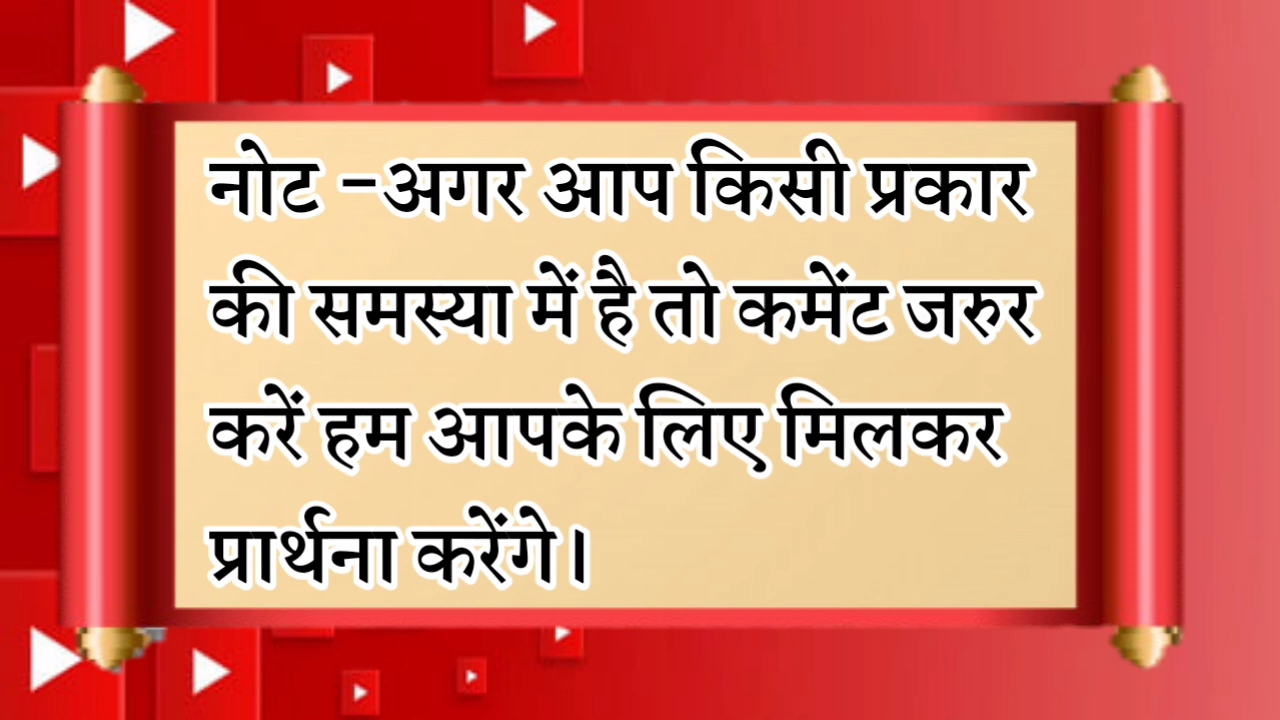 नोट -अगर आप किसी प्रकार
की समस्या में है तो कमेंट जरुर
करें हम आपके लिए मिलकर
प्रार्थना करेंगे।